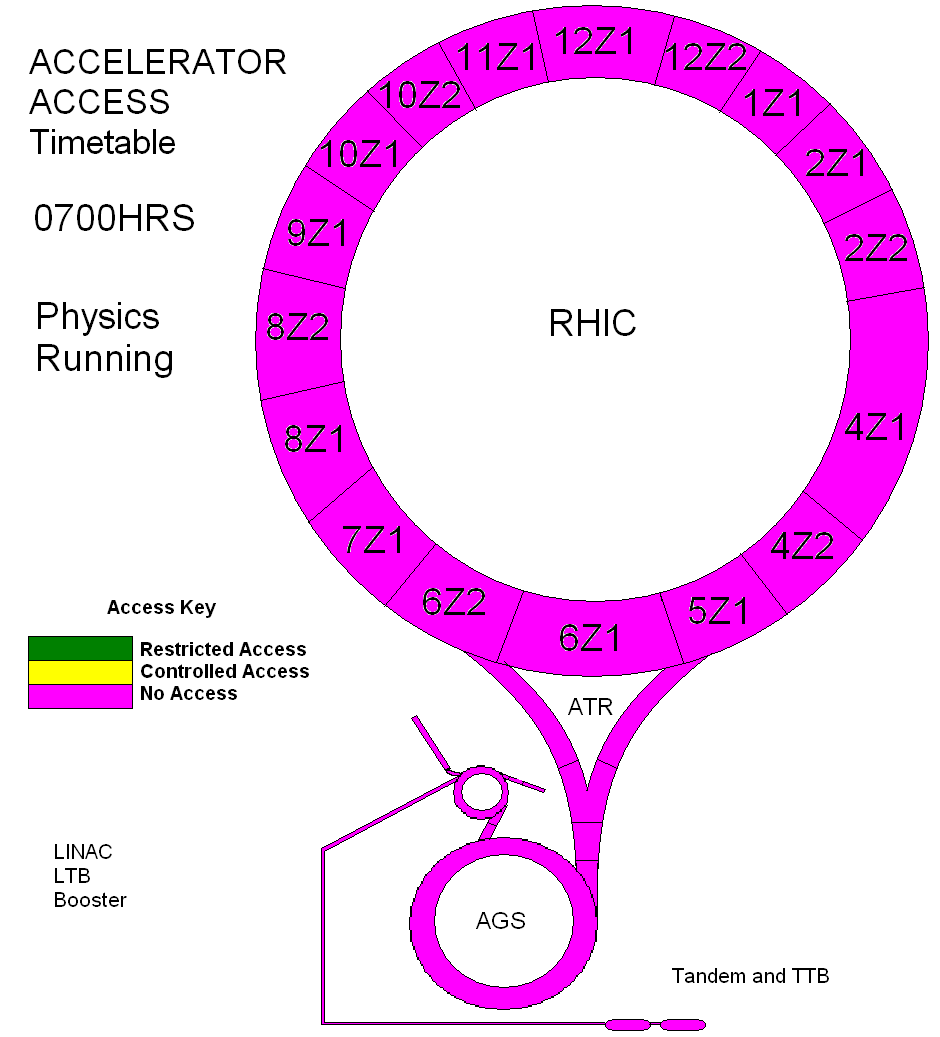 ACCELERATOR
ACCESS
Timetable
0700HRS
Physics
Running
12Z1
11Z1
12Z2
10Z2
1Z1
10Z1
2Z1
9Z1
2Z2
8Z2
RHIC
8Z1
4Z1
7Z1
4Z2
6Z2
5Z1
6Z1
Access Key
Restricted Access
Controlled Access
No Access
ATR
LINAC
LTB
Booster
AGS
Tandem and TTB